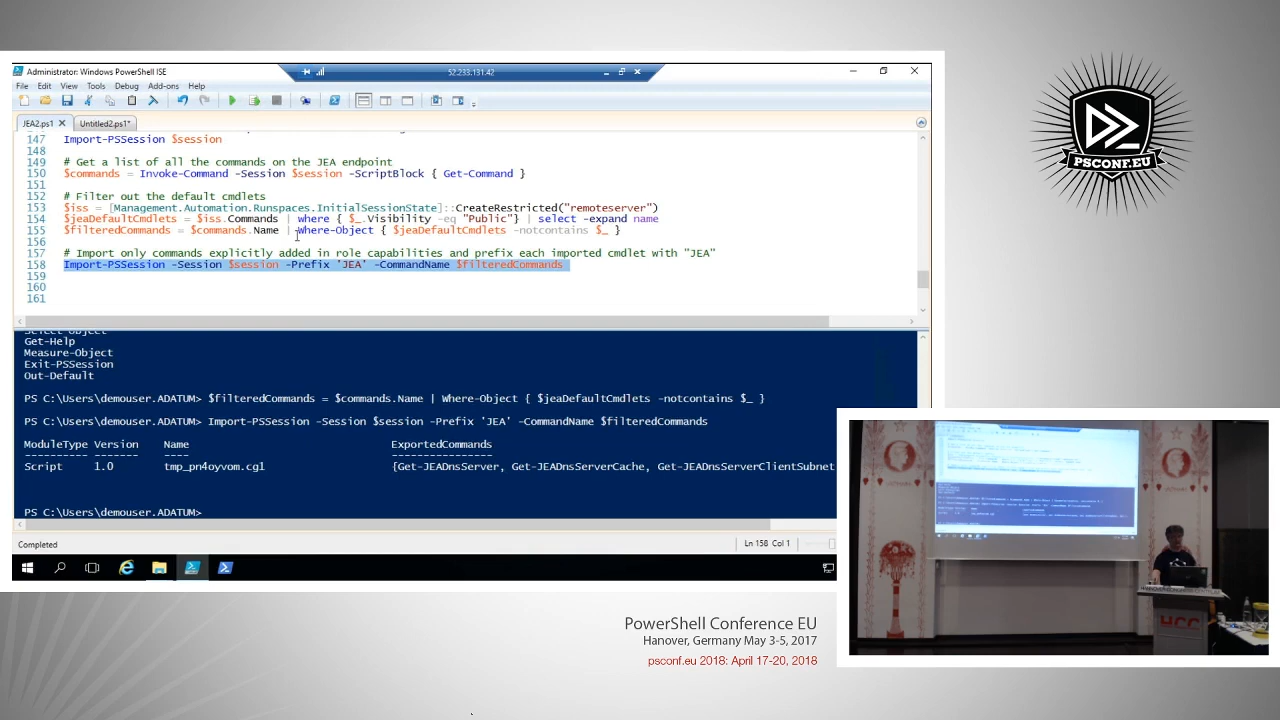 Administrator: Windows PowerShell ISE
52.233.131.42
File Edit View Tools Debug Add-ons Help
JEA2.ps1
Untitled2.ps1*
147 Import-PSSession $session
148
149 # Get a list of all the commands on the JEA endpoint
150 $commands = Invoke-Command -Session $session -ScriptBlock { Get-Command }
151
152 # Filter out the default cmdlets
153 $iss = [Management.Automation.Runspaces.InitialSessionState]::CreateRestricted("remoteserver")
154 $jeaDefaultCmdlets = $iss.Commands | where { $_.Visibility -eq "Public"} | select -expand name
155 $filteredCommands = $commands.Name | Where-Object { $jeaDefaultCmdlets -notcontains $_ }
156
157 # Import only commands explicitly added in role capabilities and prefix each imported cmdlet with "JEA"
158 Import-PSSession -Session $session -Prefix 'JEA' -CommandName $filteredCommands
159
160
161
Select-Object
Get-Help
Measure-Object
Exit-PSSession
Out-Default
PS C:\Users\demouser.ADATUM> $filteredCommands = $commands.Name | Where-Object { $jeaDefaultCmdlets -notcontains $_ }
PS C:\Users\demouser.ADATUM> Import-PSSession -Session $session -Prefix 'JEA' -CommandName $filteredCommands
ModuleType Version Name ExportedCommands
---------- ------- ---- ----------------
Script 1.0 tmp_pn4oyvom.cgl {Get-JEADnsServer, Get-JEADnsServerCache, Get-JEADnsServerClientSubnet
PS C:\Users\demouser.ADATUM>
Completed
Ln 158 Col 1
PSCONF.EU
HCC
PowerShell Conference EU
Hanover, Germany May 3-5, 2017
psconf.eu 2018: April 17-20, 2018